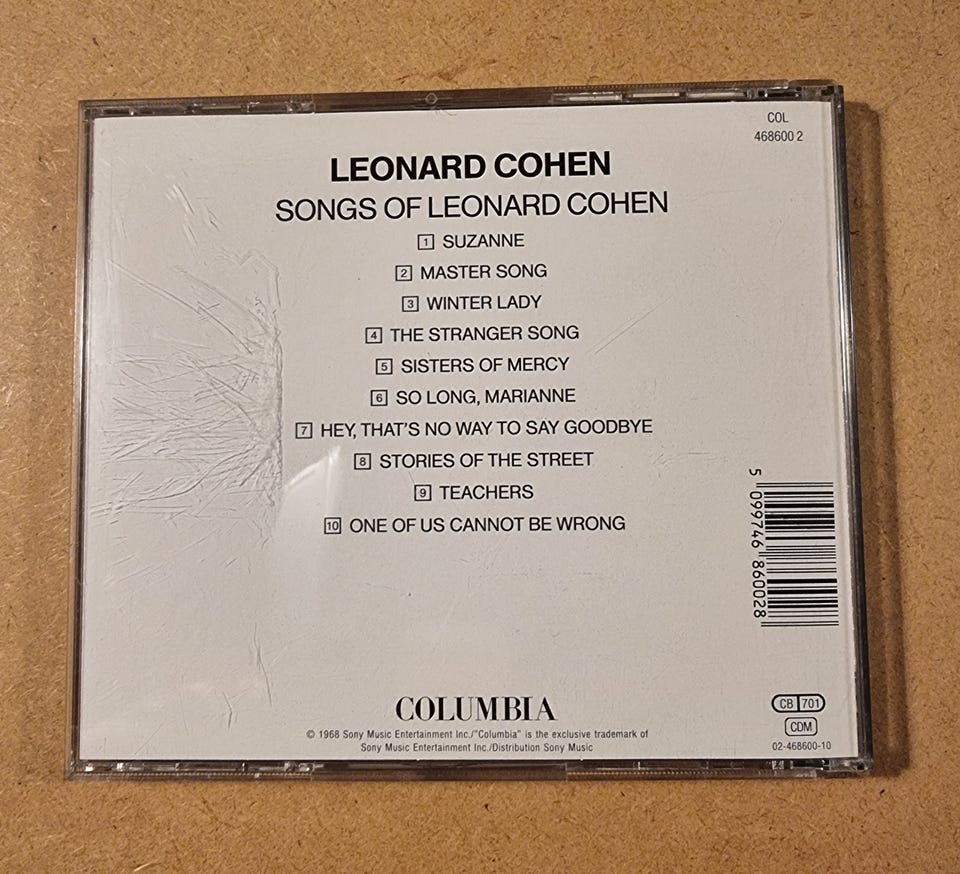 COL
468600 2
LEONARD COHEN
SONGS OF LEONARD COHEN
1 SUZANNE
2 MASTER SONG
3 WINTER LADY
4 THE STRANGER SONG
5 SISTERS OF MERCY
6 SO LONG, MARIANNE
7 HEY, THAT'S NO WAY TO SAY GOODBYE
8 STORIES OF THE STREET
9 TEACHERS
10 ONE OF US CANNOT BE WRONG
5 099746 860028
COLUMBIA
© 1968 Sony Music Entertainment Inc./"Columbia" is the exclusive trademark of
Sony Music Entertainment Inc./Distribution Sony Music
CB 701
CDM
02-468600-10